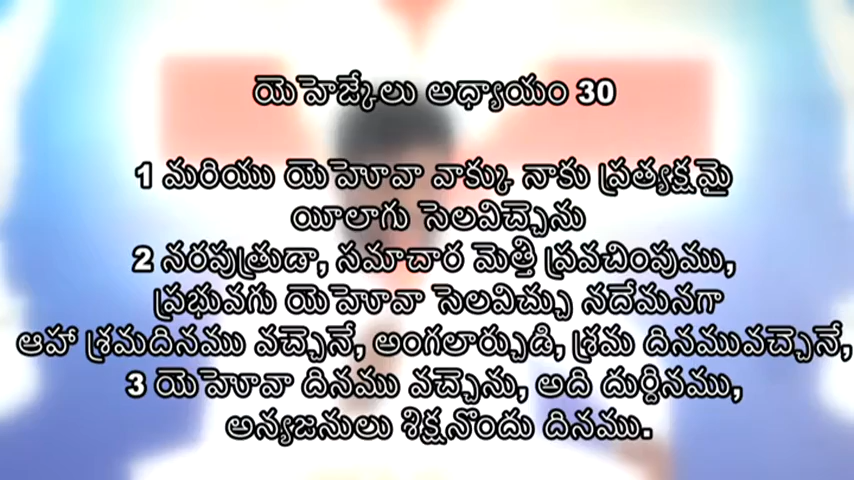 యెహెజ్కేలు అధ్యాయం 30
1 మరియు యెహెూవా వాక్కు నాకు ప్రత్యక్షమై
యీలాగు సెలవిచ్చెను
2 నరపుత్రుడా, సమాచార మెత్తి ప్రవచింపుము,
ప్రభువగు యెహెూవా సెలవిచ్చు నదేమనగా
ఆహా శ్రమదినము వచ్చెనే, అంగలార్చుడి, శ్రమ దినమువచ్చెనే,
3 యెహెూవా దినము వచ్చెను, అది దుర్దినము,
అన్యజనులు శిక్షనొందు దినము.